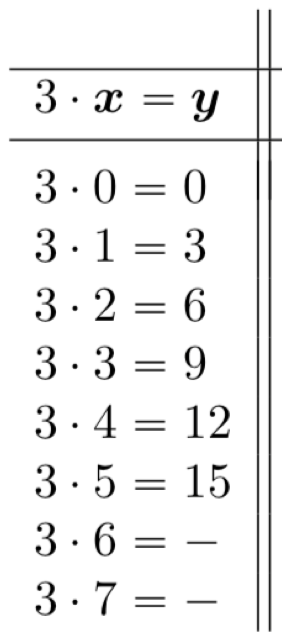 3 · x = y
3 · 0 = 0
3 · 1 = 3
3 · 2 = 6
3 · 3 = 9
3 · 4 = 12
3 · 5 = 15
3 · 6 = −
3 · 7 = −